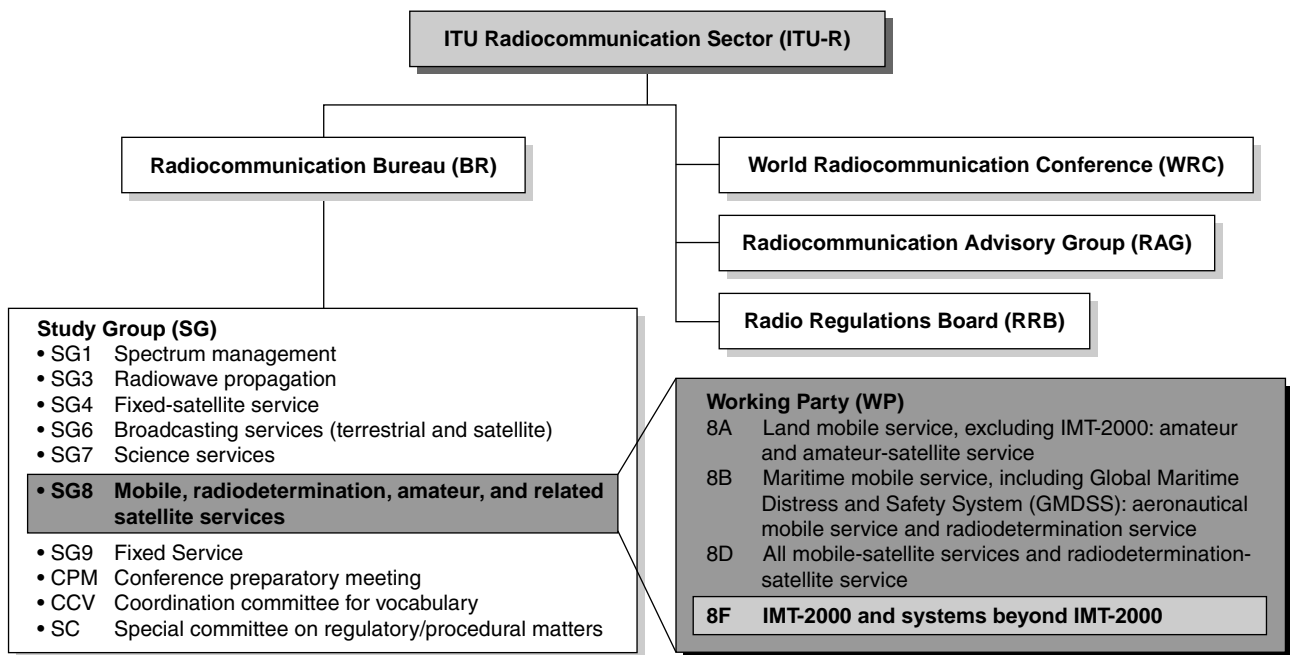 ITU Radiocommunication Sector (ITU-R)
Radiocommunication Bureau (BR)
World Radiocommunication Conference (WRC)
Radiocommunication Advisory Group (RAG)
Radio Regulations Board (RRB)
Study Group (SG)
• SG1 Spectrum management
• SG3 Radiowave propagation
• SG4 Fixed-satellite service
• SG6 Broadcasting services (terrestrial and satellite)
• SG7 Science services
• SG8 Mobile, radiodetermination, amateur, and related
satellite services
• SG9 Fixed Service
• CPM Conference preparatory meeting
• CCV Coordination committee for vocabulary
• SC Special committee on regulatory/procedural matters
Working Party (WP)
8A Land mobile service, excluding IMT-2000: amateur
and amateur-satellite service
8B Maritime mobile service, including Global Maritime
Distress and Safety System (GMDSS): aeronautical
mobile service and radiodetermination service
8D All mobile-satellite services and radiodetermination-
satellite service
8F IMT-2000 and systems beyond IMT-2000